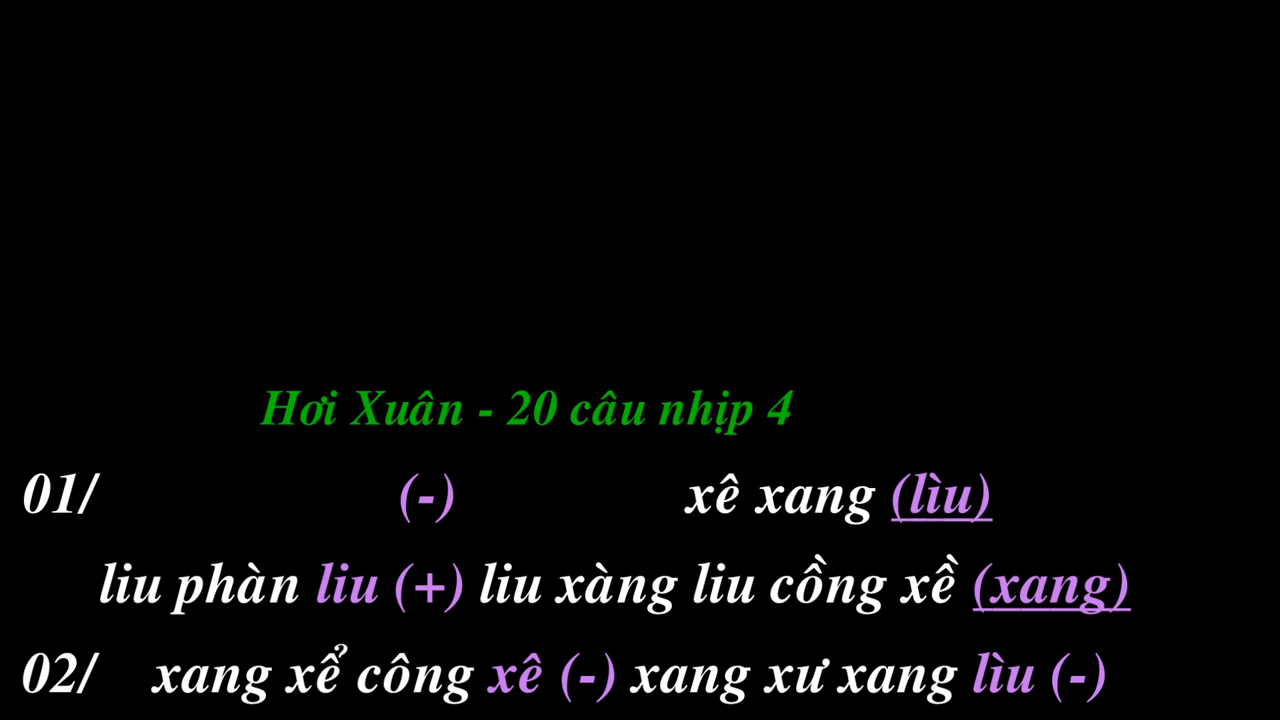 Hơi Xuân - 20 câu nhịp 4
01/ (-) xê xang (lìu)
liu phàn liu (+) liu xàng liu cồng xề (xang)
02/ xang xể công xê (-) xang xư xang lìu (-)